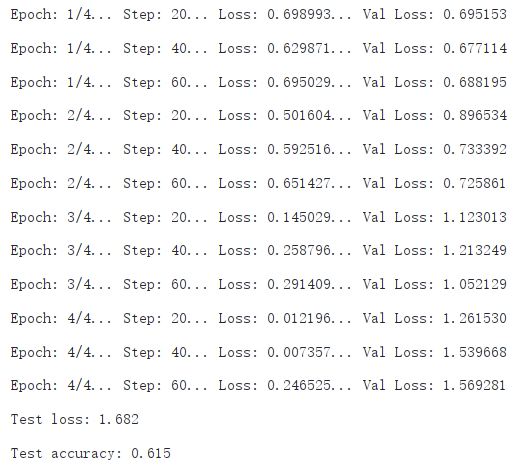 Epoch: 1/4... Step: 20... Loss: 0.698993... Val Loss: 0.695153
Epoch: 1/4... Step: 40... Loss: 0.629871... Val Loss: 0.677114
Epoch: 1/4... Step: 60... Loss: 0.695029... Val Loss: 0.688195
Epoch: 2/4... Step: 20... Loss: 0.501604... Val Loss: 0.896534
Epoch: 2/4... Step: 40... Loss: 0.592516... Val Loss: 0.733392
Epoch: 2/4... Step: 60... Loss: 0.651427... Val Loss: 0.725861
Epoch: 3/4... Step: 20... Loss: 0.145029... Val Loss: 1.123013
Epoch: 3/4... Step: 40... Loss: 0.258796... Val Loss: 1.213249
Epoch: 3/4... Step: 60... Loss: 0.291409... Val Loss: 1.052129
Epoch: 4/4... Step: 20... Loss: 0.012196... Val Loss: 1.261530
Epoch: 4/4... Step: 40... Loss: 0.007357... Val Loss: 1.539668
Epoch: 4/4... Step: 60... Loss: 0.246525... Val Loss: 1.569281
Test loss: 1.682
Test accuracy: 0.615